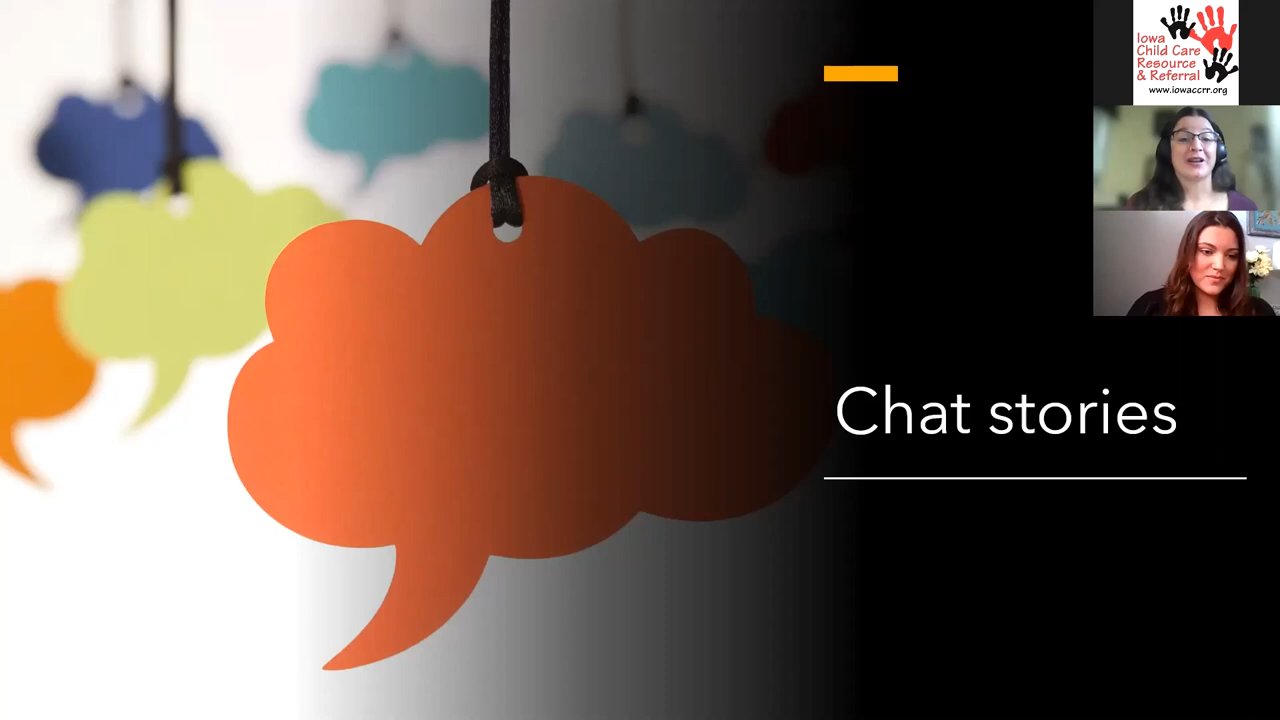 Iowa
Child Care
Resource
& Referral
www.iowaccrr.org
Chat stories